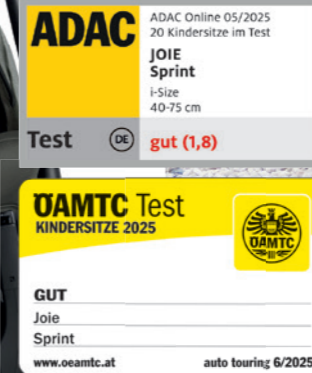 ADAC
ADAC Online 05/2025
20 Kindersitze im Test
JOIE
Sprint
i-Size
40-75 cm
Test DE gut (1,8)
ÖAMTC Test
KINDERSITZE 2025
ÖAMTC
GUT
Joie
Sprint
www.oeamtc.at auto touring 6/2025